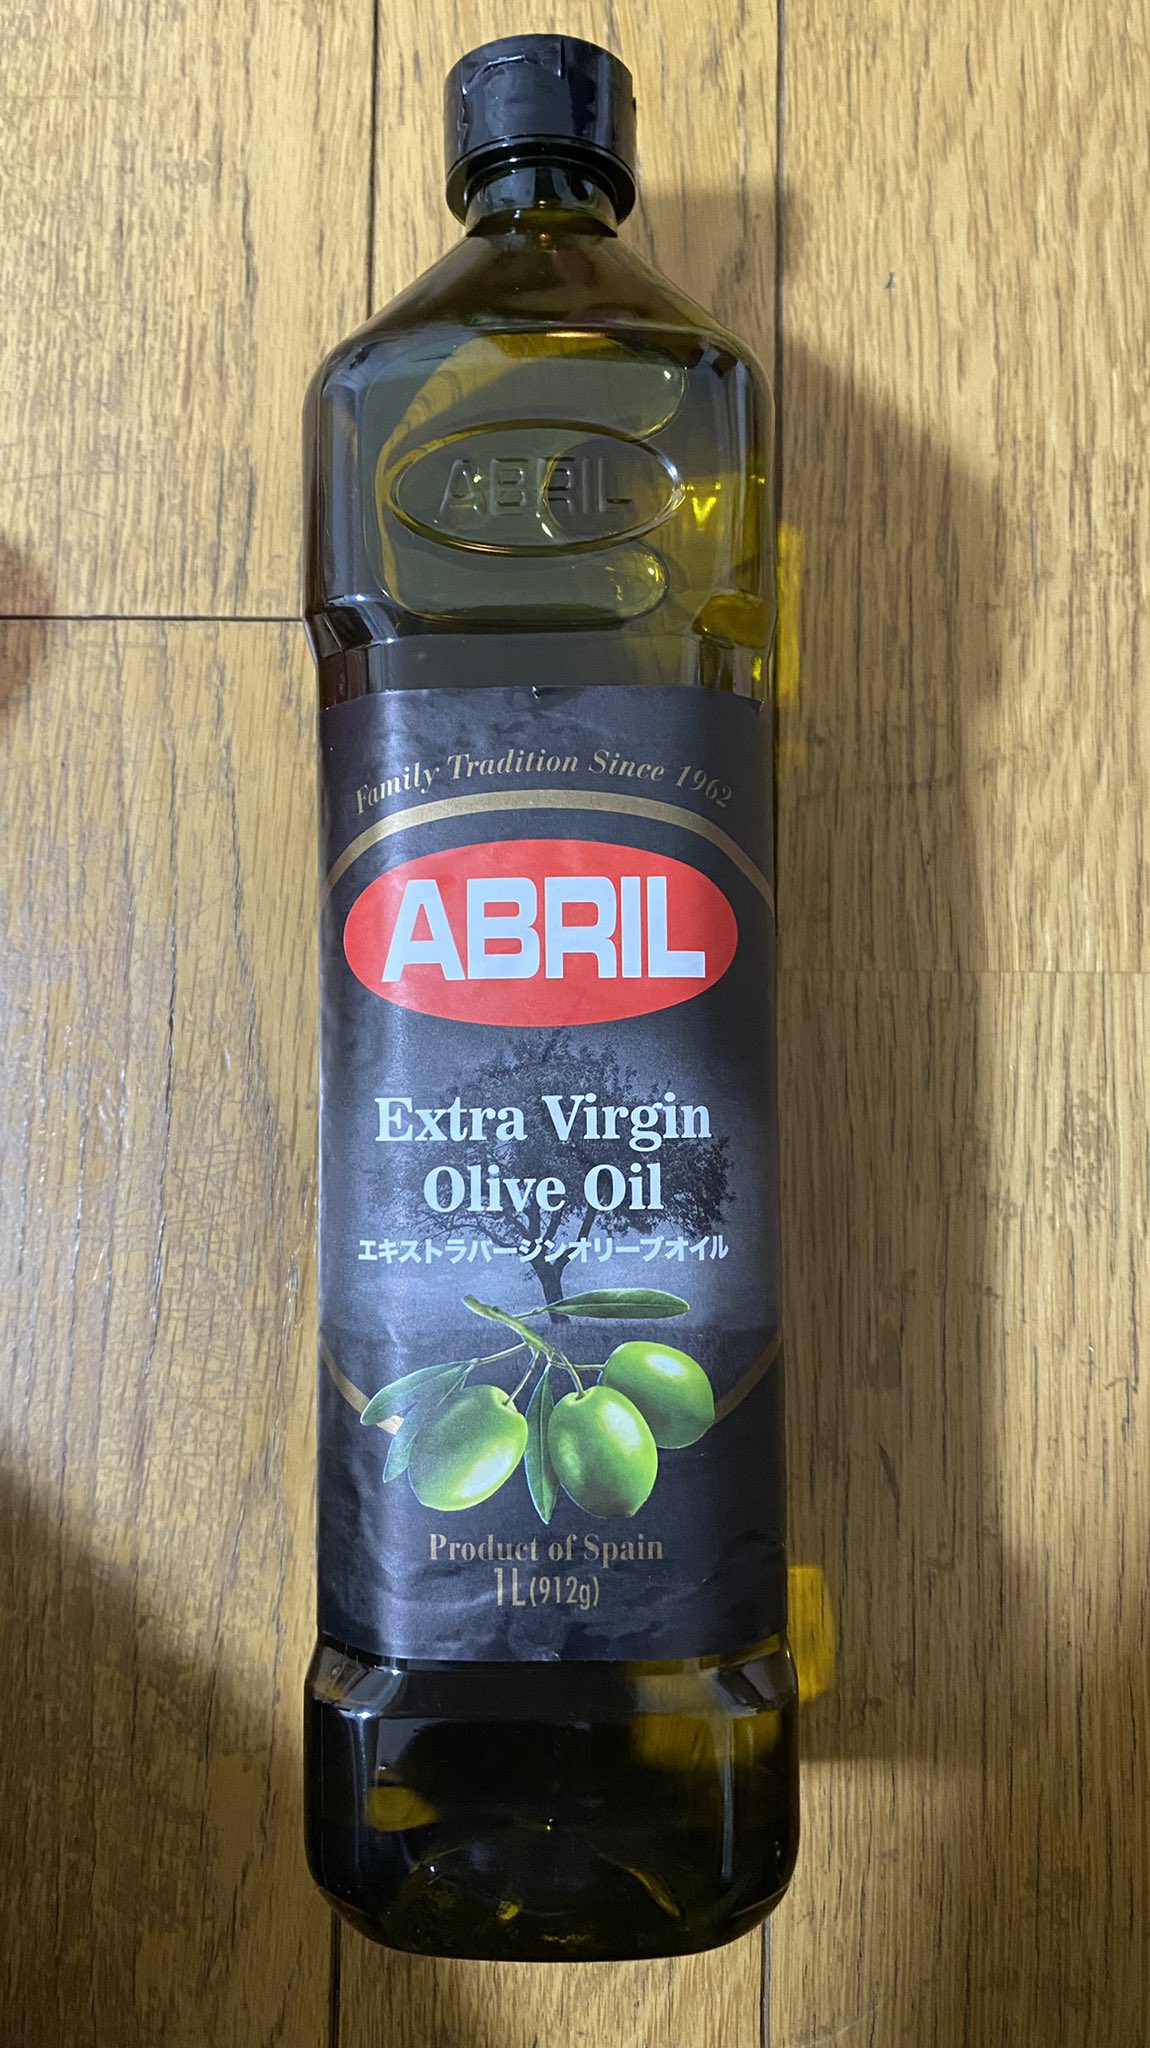 ABRIL
Family Tradition Since 1962
ABRIL
Extra Virgin
Olive Oil
エキストラバージンオリーブオイル
Product of Spain
1L(912g)